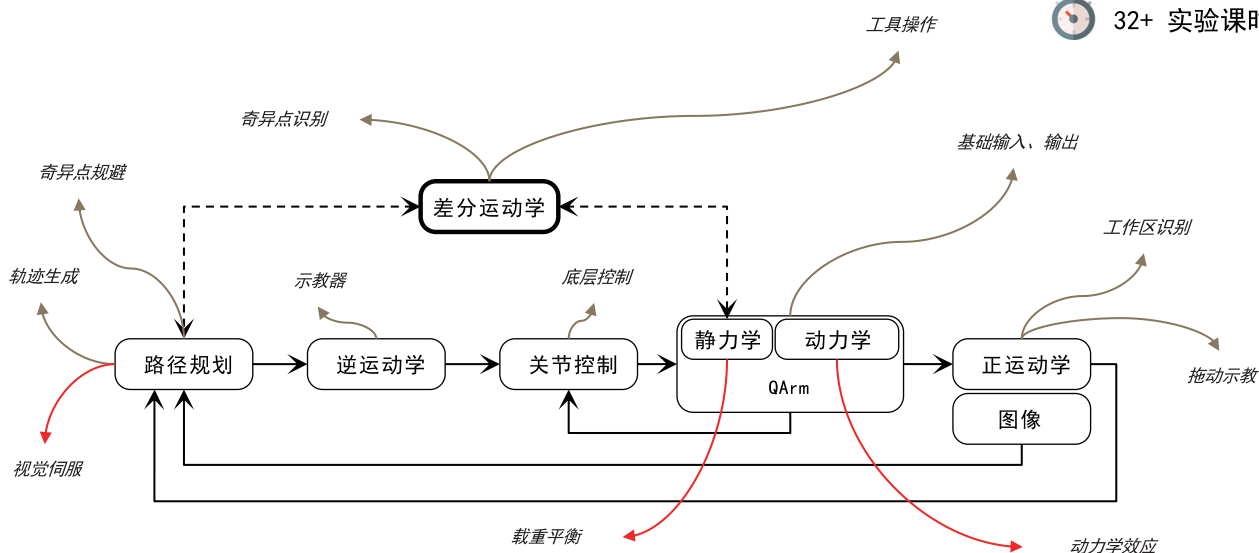 32+ 实验课时
工具操作
奇异点识别
基础输入、输出
奇异点规避
差分运动学
工作区识别
轨迹生成
示教器
底层控制
静力学
动力学
路径规划
逆运动学
关节控制
正运动学
QArm
拖动示教
图像
视觉伺服
载重平衡
动力学效应